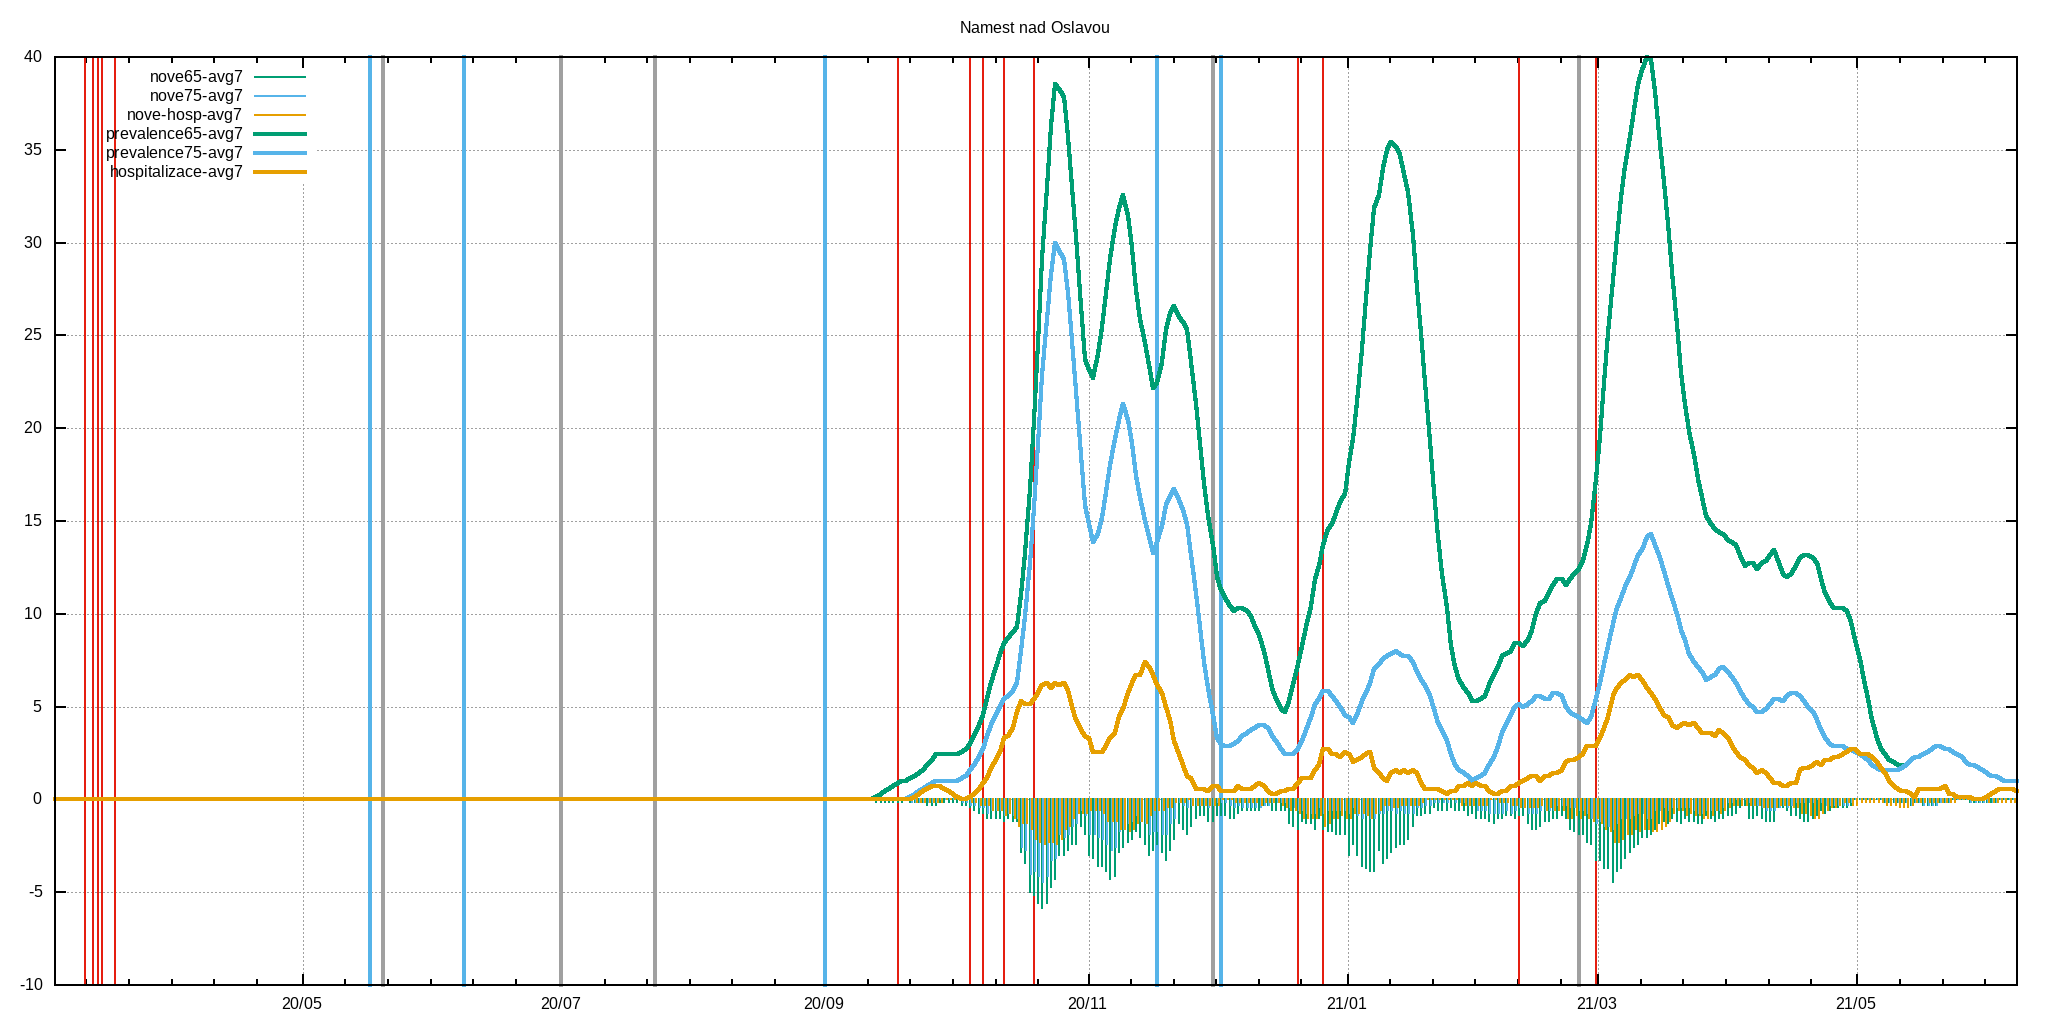 Namest nad Oslavou
nove65-avg7
nove75-avg7
nove-hosp-avg7
prevalence65-avg7
prevalence75-avg7
hospitalizace-avg7
40
35
30
25
20
15
10
5
0
-5
-10
20/05 20/07 20/09 20/11 21/01 21/03 21/05